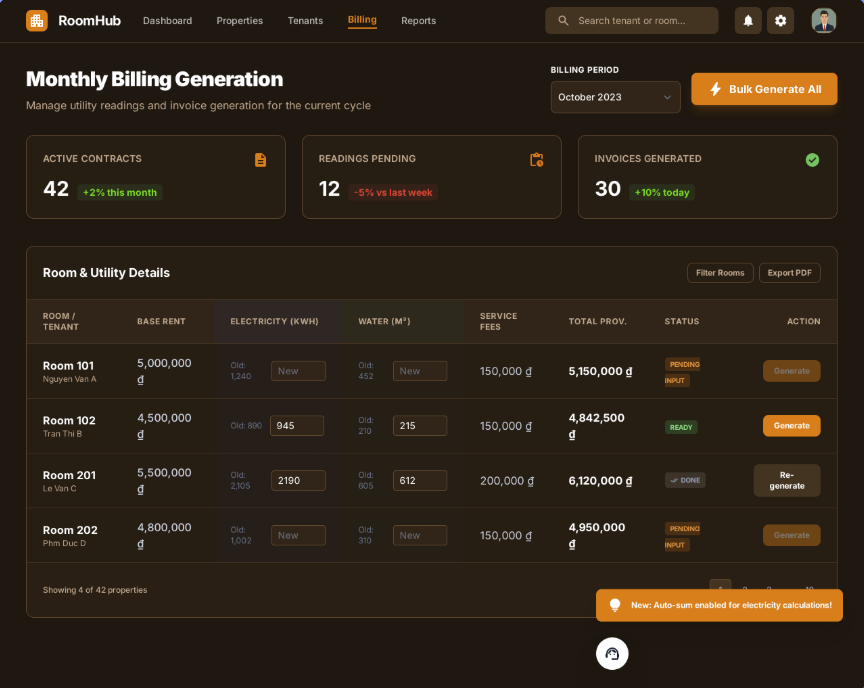 RoomHub
Dashboard
Properties
Tenants
Billing
Reports
Search tenant or room...
Monthly Billing Generation
Manage utility readings and invoice generation for the current cycle
BILLING PERIOD
October 2023
Bulk Generate All
ACTIVE CONTRACTS
42 +2% this month
READINGS PENDING
12 -5% vs last week
INVOICES GENERATED
30 +10% today
Room & Utility Details
Filter Rooms
Export PDF
ROOM /
TENANT
BASE RENT
ELECTRICITY (KWH)
WATER (M³)
SERVICE
FEES
TOTAL PROV.
STATUS
ACTION
Room 101
Nguyen Van A
5,000,000
₫
Old:
1,240
New
Old:
452
New
150,000 ₫
5,150,000 ₫
PENDING
INPUT
Generate
Room 102
Tran Thi B
4,500,000
₫
Old: 890
945
Old:
210
215
150,000 ₫
4,842,500
₫
READY
Generate
Room 201
Le Van C
5,500,000
₫
Old:
2,105
2190
Old:
605
612
200,000 ₫
6,120,000 ₫
DONE
Re-
generate
Room 202
Phm Duc D
4,800,000
₫
Old:
1,002
New
Old:
310
New
150,000 ₫
4,950,000
₫
PENDING
INPUT
Generate
Showing 4 of 42 properties
New: Auto-sum enabled for electricity calculations!